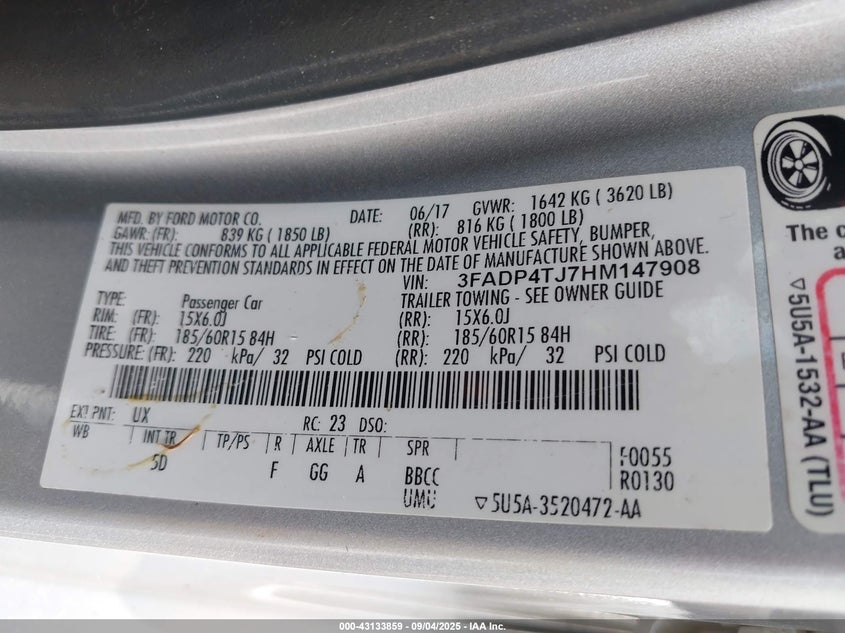 MFD. BY FORD MOTOR CO. DATE: 06/17 GVWR: 1642 KG ( 3620 LB)
GAWR: (FR): 839 KG ( 1850 LB) (RR): 816 KG ( 1800 LB)
THIS VEHICLE CONFORMS TO ALL APPLICABLE FEDERAL MOTOR VEHICLE SAFETY, BUMPER,
AND THEFT PREVENTION STANDARDS IN EFFECT ON THE DATE OF MANUFACTURE SHOWN ABOVE.
VIN: 3FADP4TJ7HM147908
TYPE: Passenger Car TRAILER TOWING - SEE OWNER GUIDE
RIM: (FR): 15X6.0J (RR): 15X6.0J
TIRE: (FR): 185/60R15 84H (RR): 185/60R15 84H
PRESSURE: (FR): 220 kPa/ 32 PSI COLD (RR): 220 kPa/ 32 PSI COLD
EXT PNT: UX RC: 23 DSO:
WB INT TR TP/PS R AXLE TR SPR
5D F GG A BBCC
UMU
F0055
R0130
▽5U5A-3520472-AA
The
▽5U5A-1532-AA (TLU)
000-43133859 - 09/04/2025 - IAA Inc.